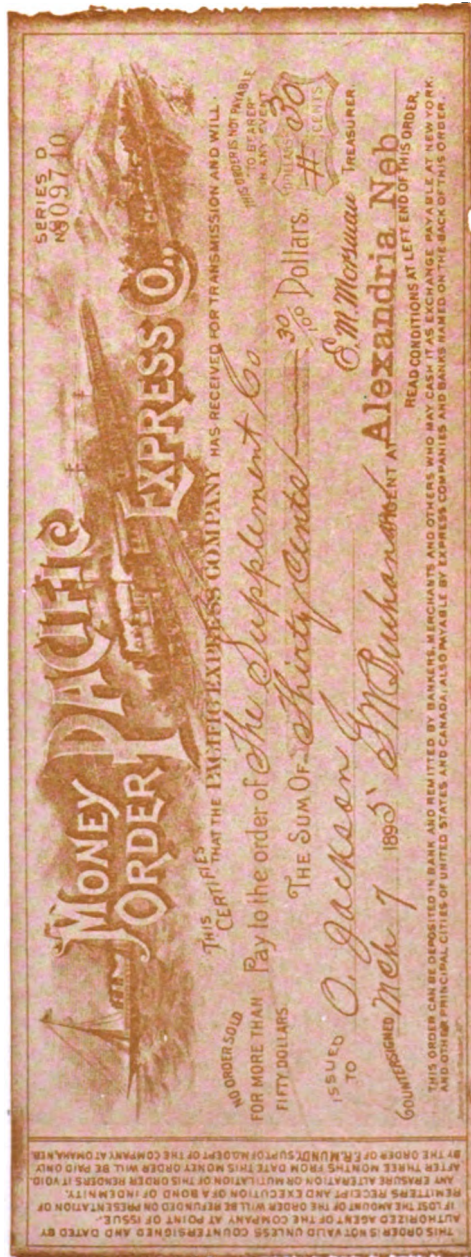 MONEY ORDER PACIFIC EXPRESS CO.
SERIES D
No 909740
THIS CERTIFIES THAT THE PACIFIC EXPRESS COMPANY HAS RECEIVED FOR TRANSMISSION AND WILL
NO ORDER SOLD
FOR MORE THAN
FIFTY DOLLARS
Pay to the order of The Supplement Co
THIS ORDER IS NOT PAYABLE
TO BEARER
IN ANY EVENT
THE SUM OF Thirty Cents 30/100 Dollars.
DOLLARS CENTS
# 30
ISSUED TO O. Jackson
E.M. Morsman TREASURER.
COUNTERSIGNED Mch 7 1895 AGENT AT Alexandria Neb
READ CONDITIONS AT LEFT END OF THIS ORDER.
THIS ORDER CAN BE DEPOSITED IN BANK AND REMITTED BY BANKERS, MERCHANTS AND OTHERS WHO MAY CASH IT AS EXCHANGE PAYABLE AT NEW YORK
AND OTHER PRINCIPAL CITIES OF UNITED STATES AND CANADA; ALSO PAYABLE BY EXPRESS COMPANIES AND BANKS NAMED ON THE BACK OF THIS ORDER.
THIS ORDER IS NOT VALID UNLESS COUNTERSIGNED AND DATED BY
AUTHORIZED AGENT OF THE COMPANY AT POINT OF ISSUE.
IF LOST THE AMOUNT OF THE ORDER WILL BE REFUNDED ON PRESENTATION OF
REMITTERS RECEIPT AND EXECUTION OF A BOND OF INDEMNITY.
ANY ERASURE ALTERATION OR MUTILATION OF THIS ORDER RENDERS IT VOID.
AFTER THREE MONTHS FROM DATE THIS MONEY ORDER WILL BE PAID ONLY
BY THE ORDER OF F.R. MUNDY, SUPT OF M.O. DEPT OF THE COMPANY AT OMAHA, NEB.